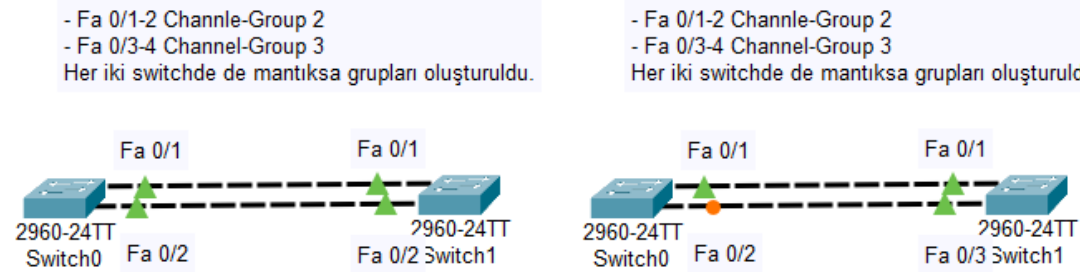 - Fa 0/1-2 Channle-Group 2
- Fa 0/3-4 Channel-Group 3
Her iki switchde de mantıksa grupları oluşturuldu.
Fa 0/1
Fa 0/1
2960-24TT
Switch0
Fa 0/2
2960-24TT
Fa 0/2 Switch1
- Fa 0/1-2 Channle-Group 2
- Fa 0/3-4 Channel-Group 3
Her iki switchde de mantıksa grupları oluşturuld
Fa 0/1
Fa 0/1
2960-24TT
Switch0
Fa 0/2
2960-24TT
Fa 0/3 Switch1